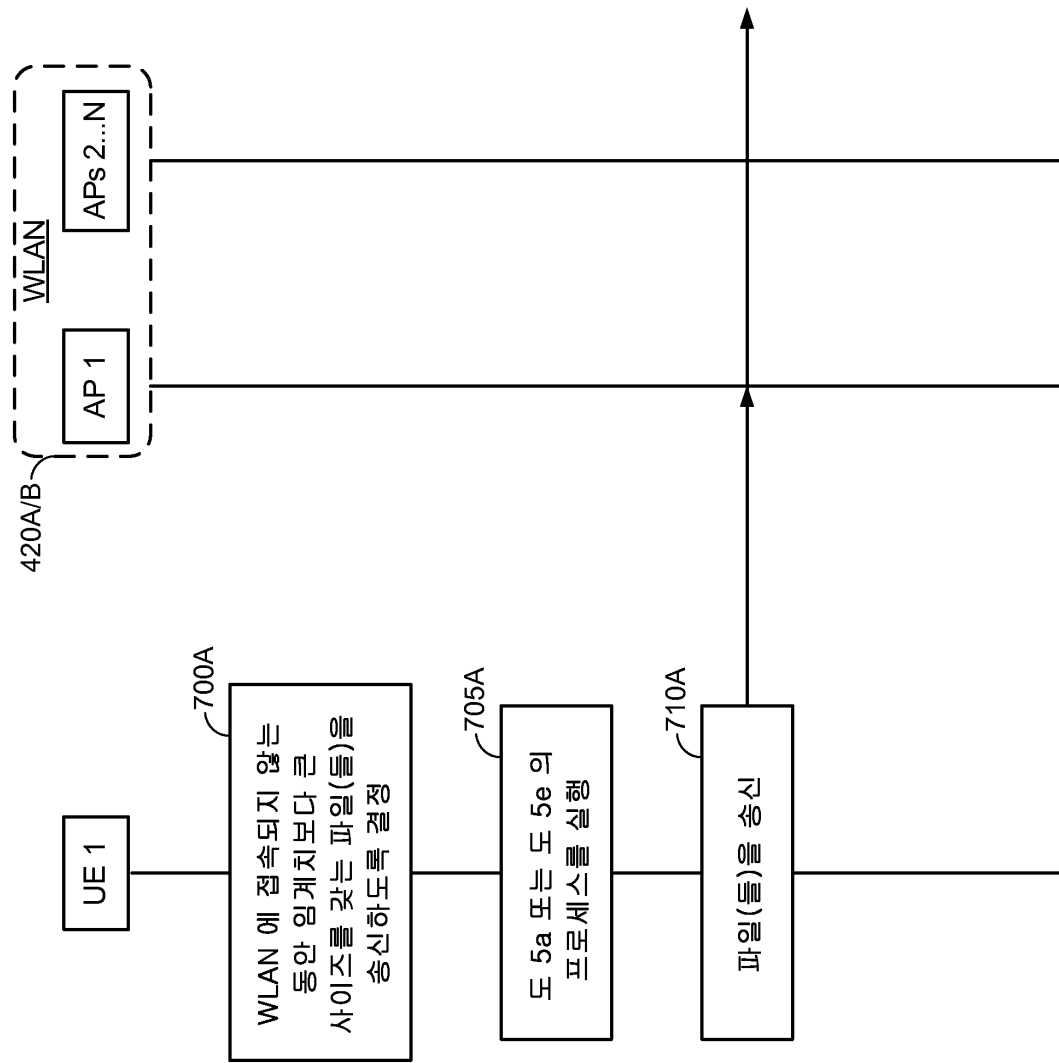 420A/B
WLAN
AP 1
APs 2...N
UE 1
700A
WLAN 에 접속되지 않는
동안 임계치보다 큰
사이즈를 갖는 파일(들)을
송신하도록 결정
705A
도 5a 또는 도 5e 의
프로세스를 실행
710A
파일(들)을 송신